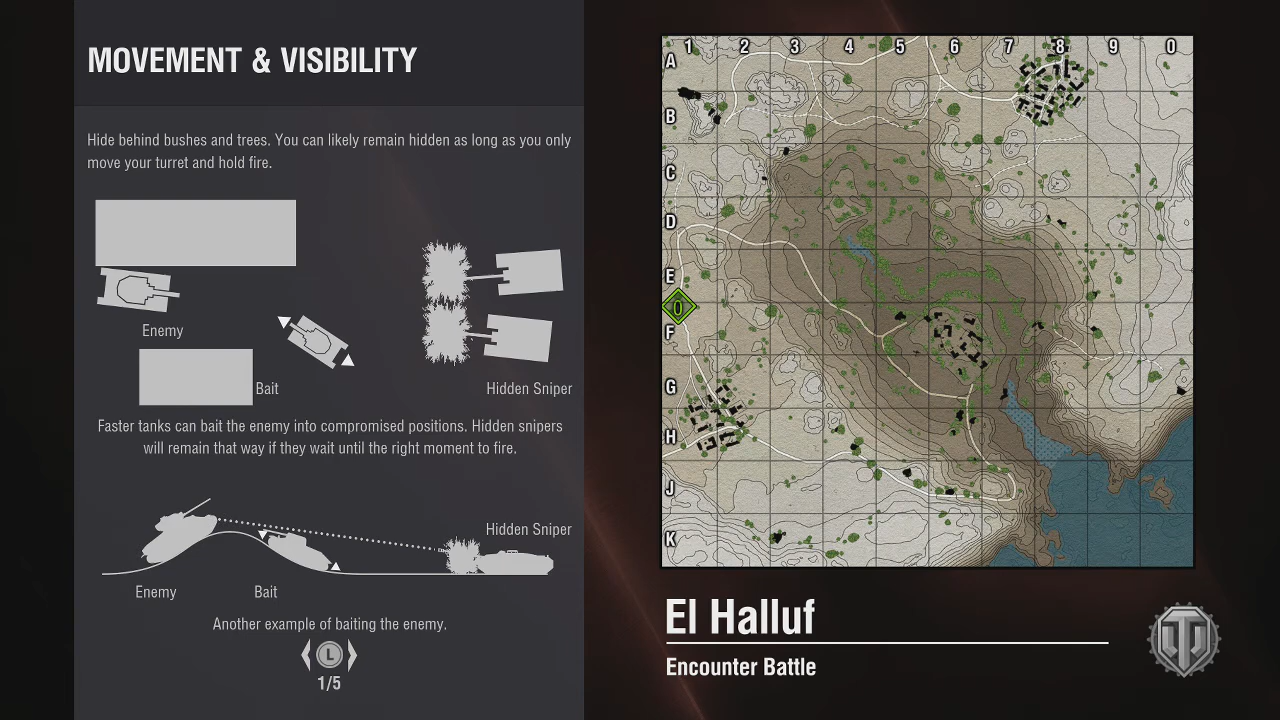 MOVEMENT & VISIBILITY
Hide behind bushes and trees. You can likely remain hidden as long as you only
move your turret and hold fire.
Enemy
Bait
Hidden Sniper
Faster tanks can bait the enemy into compromised positions. Hidden snipers
will remain that way if they wait until the right moment to fire.
Hidden Sniper
Enemy
Bait
Another example of baiting the enemy.
L
1/5
1 2 3 4 5 6 7 8 9 0
A
B
C
D
E
0
F
G
H
J
K
El Halluf
Encounter Battle